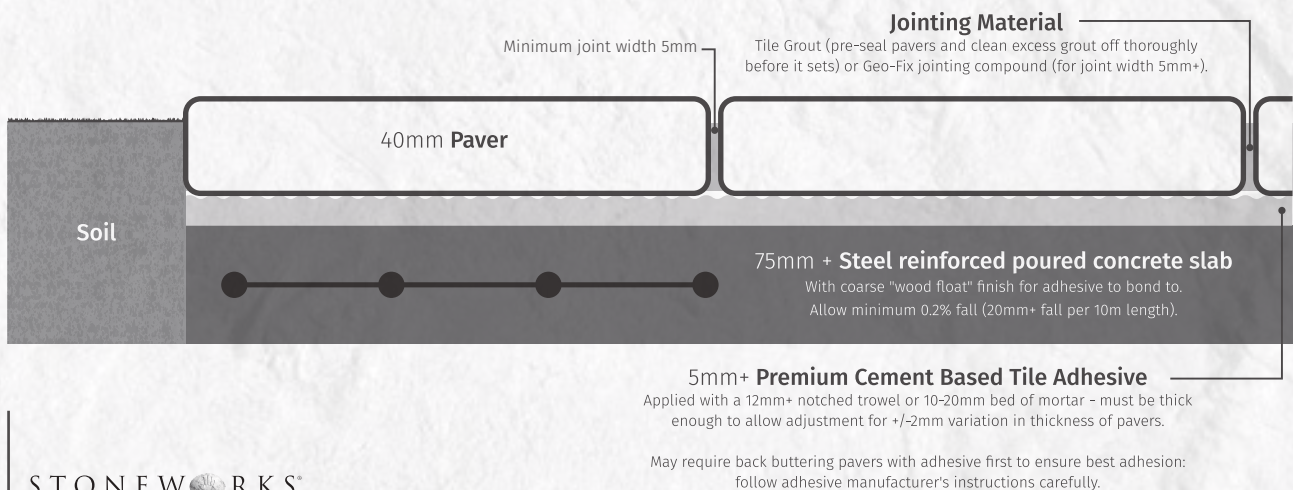 Jointing Material
Minimum joint width 5mm
Tile Grout (pre-seal pavers and clean excess grout off thoroughly
before it sets) or Geo-Fix jointing compound (for joint width 5mm+).
40mm Paver
Soil
75mm + Steel reinforced poured concrete slab
With coarse "wood float" finish for adhesive to bond to.
Allow minimum 0.2% fall (20mm+ fall per 10m length).
5mm+ Premium Cement Based Tile Adhesive
Applied with a 12mm+ notched trowel or 10-20mm bed of mortar - must be thick
enough to allow adjustment for +/-2mm variation in thickness of pavers.
May require back buttering pavers with adhesive first to ensure best adhesion:
follow adhesive manufacturer's instructions carefully.
STONEWORKS®